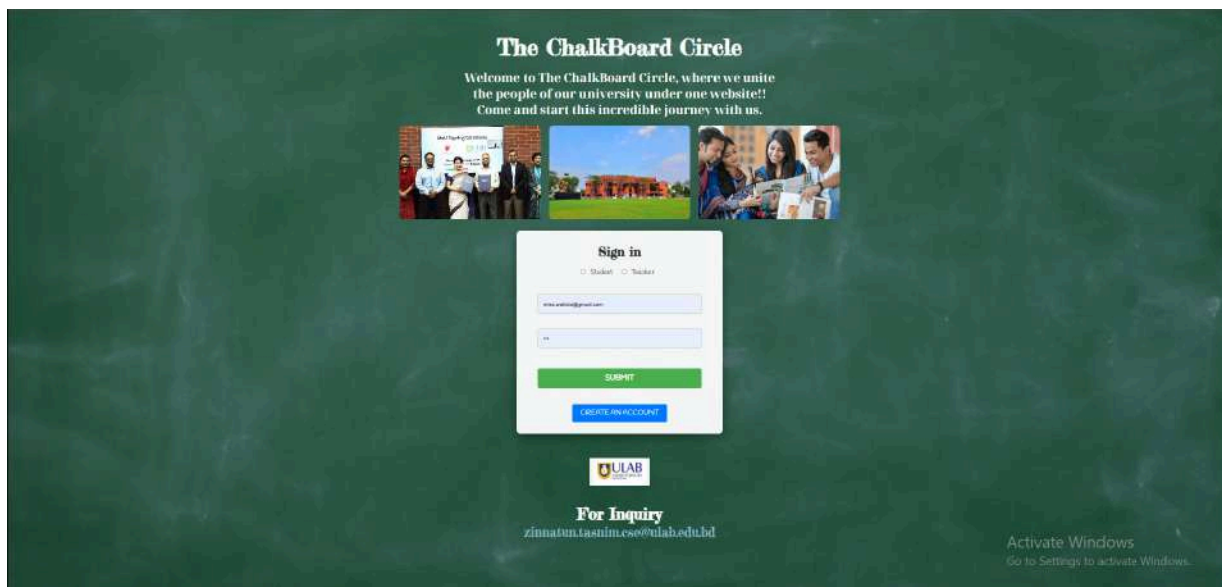 The ChalkBoard Circle
Welcome to The ChalkBoard Circle, where we unite
the people of our university under one website!!
Come and start this incredible journey with us.
Sign in
Student Teacher
SUBMIT
CREATE AN ACCOUNT
ULAB
For Inquiry
zinnatun.tasnim.cse@ulab.edu.bd
Activate Windows
Go to Settings to activate Windows.